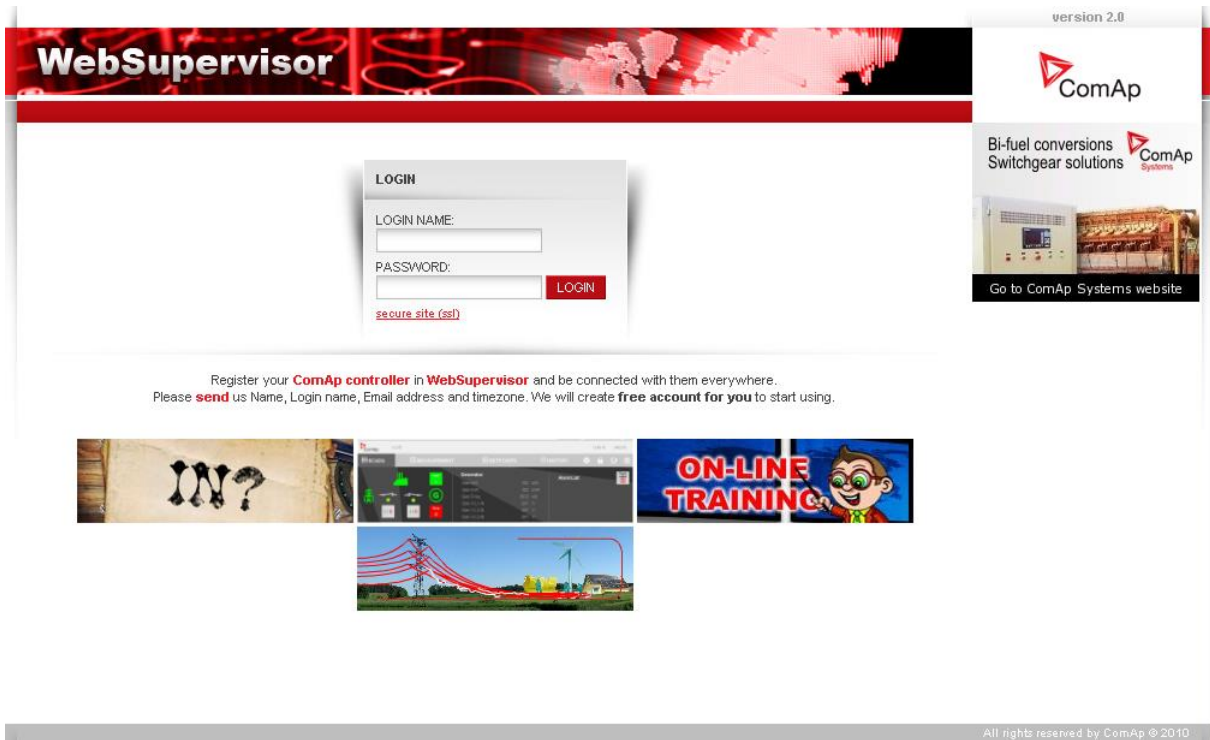 version 2.0
WebSupervisor
ComAp
Bi-fuel conversions
Switchgear solutions
ComAp
Systems
Go to ComAp Systems website
LOGIN
LOGIN NAME:
PASSWORD:
LOGIN
secure site (ssl)
Register your ComAp controller in WebSupervisor and be connected with them everywhere.
Please send us Name, Login name, Email address and timezone. We will create free account for you to start using.
IN?
ON-LINE
TRAINING
All rights reserved by ComAp © 2010